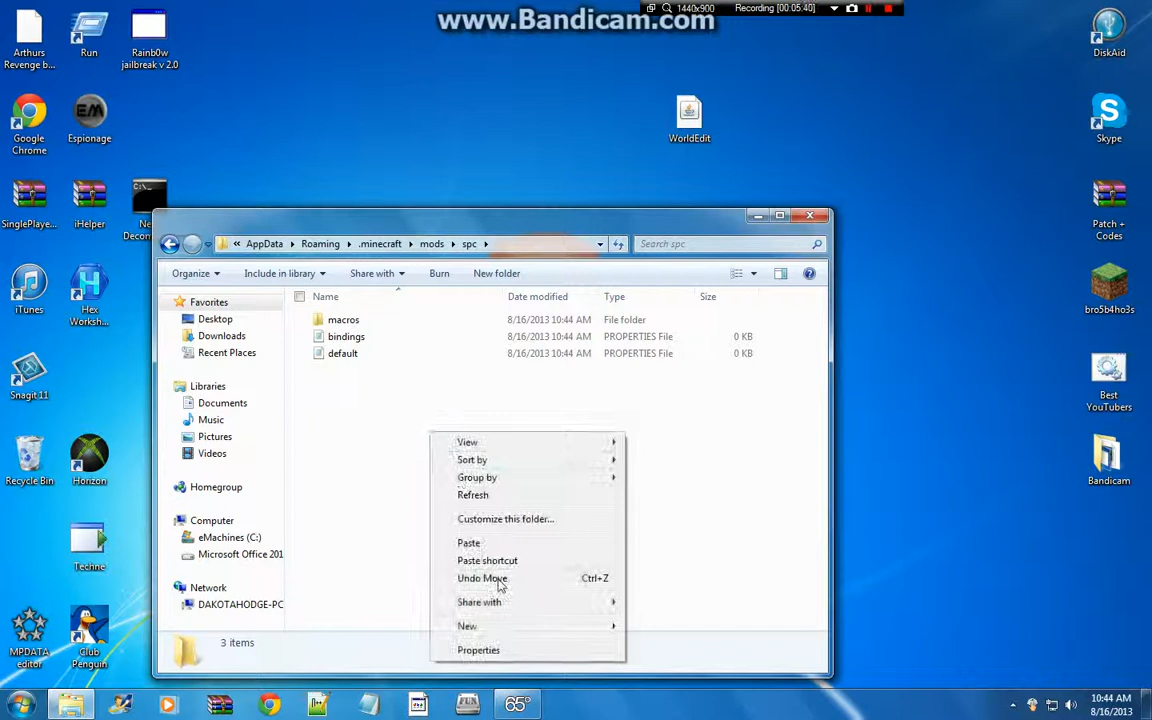 www.Bandicam.com
1440x900
Recording [00:05:40]
Arthurs
Revenge b...
Run
Rainb0w
jailbreak v 2.0
Google
Chrome
Espionage
WorldEdit
DiskAid
Skype
SinglePlaye...
iHelper
Ne
Decom
Patch +
Codes
iTunes
Hex
Worksh...
bro5b4ho3s
Snagit 11
Best
YouTubers
Recycle Bin
Horizon
Bandicam
Techne
MPDATA
editor
Club
Penguin
« AppData
Roaming
.minecraft
mods
spc
Search spc
Organize
Include in library
Share with
Burn
New folder
Name
Date modified
Type
Size
Favorites
Desktop
Downloads
Recent Places
Libraries
Documents
Music
Pictures
Videos
Homegroup
Computer
eMachines (C:)
Microsoft Office 201
Network
DAKOTAHODGE-PC
macros 8/16/2013 10:44 AM File folder
bindings 8/16/2013 10:44 AM PROPERTIES File 0 KB
default 8/16/2013 10:44 AM PROPERTIES File 0 KB
View
Sort by
Group by
Refresh
Customize this folder...
Paste
Paste shortcut
Undo Move Ctrl+Z
Share with
New
Properties
3 items
FUN
65°
10:44 AM
8/16/2013